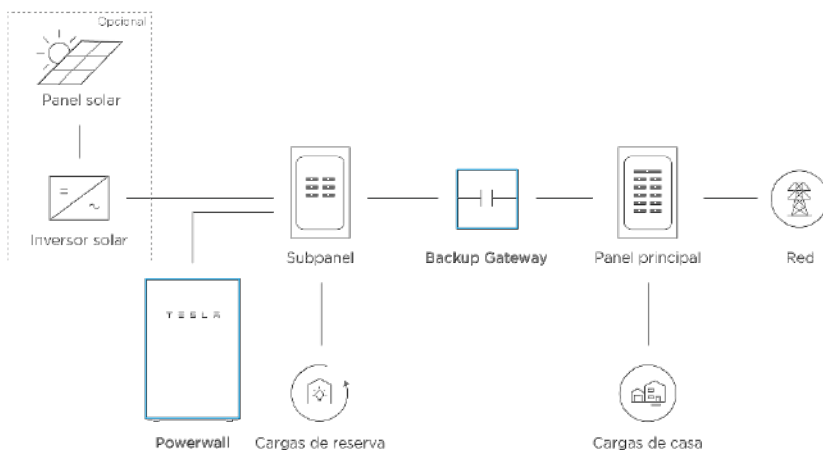 Opcional
Panel solar
Inversor solar
Subpanel
Backup Gateway
Panel principal
Red
TESLA
Powerwall
Cargas de reserva
Cargas de casa